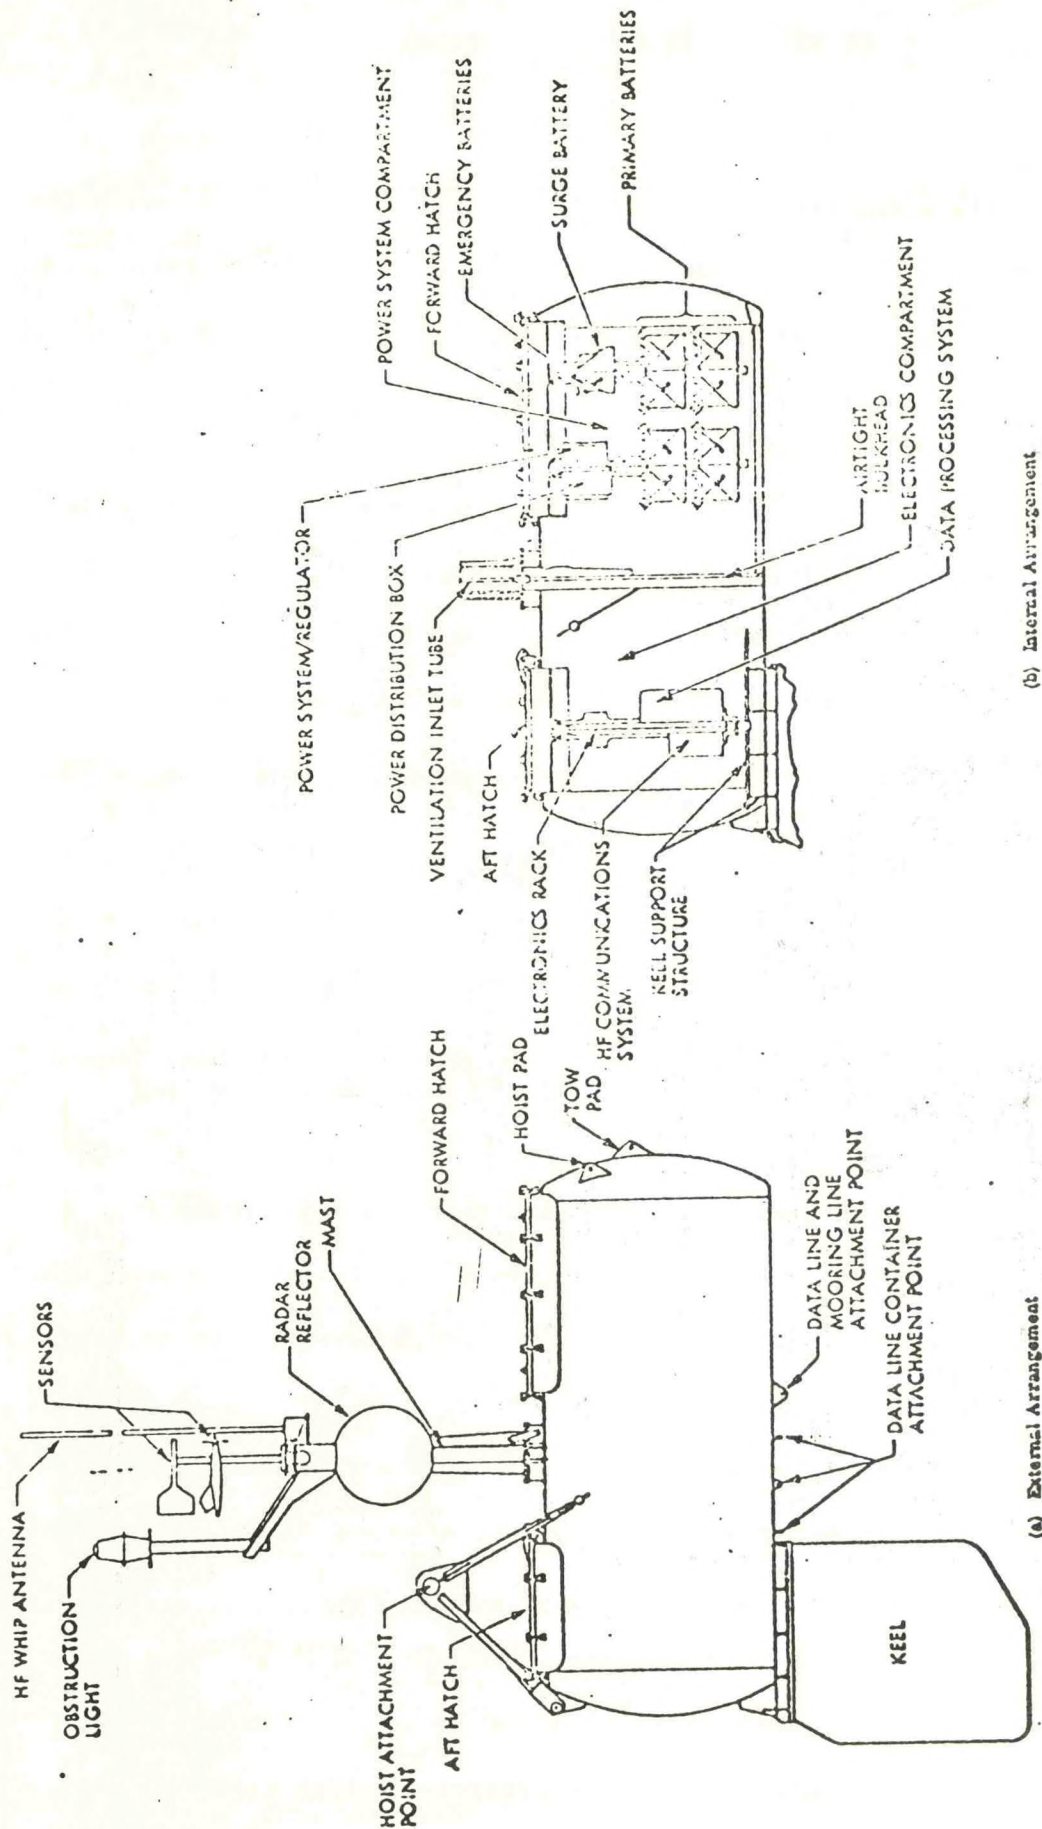 HF WHIP ANTENNA
SENSORS
OBSTRUCTION
LIGHT
RADAR
REFLECTOR
MAST
HOIST ATTACHMENT
POINT
AFT HATCH
FORWARD HATCH
HOIST PAD
TOW
PAD
DATA LINE AND
MOORING LINE
ATTACHMENT POINT
DATA LINE CONTAINER
ATTACHMENT POINT
KEEL
(a) External Arrangement
POWER SYSTEM/REGULATOR
POWER DISTRIBUTION BOX
VENTILATION INLET TUBE
AFT HATCH
ELECTRONICS RACK
HF COMMUNICATIONS
SYSTEM
KELL SUPPORT
STRUCTURE
POWER SYSTEM COMPARTMENT
FORWARD HATCH
EMERGENCY BATTERIES
SURGE BATTERY
PRIMARY BATTERIES
AIRTIGHT
BULKHEAD
ELECTRONICS COMPARTMENT
DATA PROCESSING SYSTEM
(b) Internal Arrangement